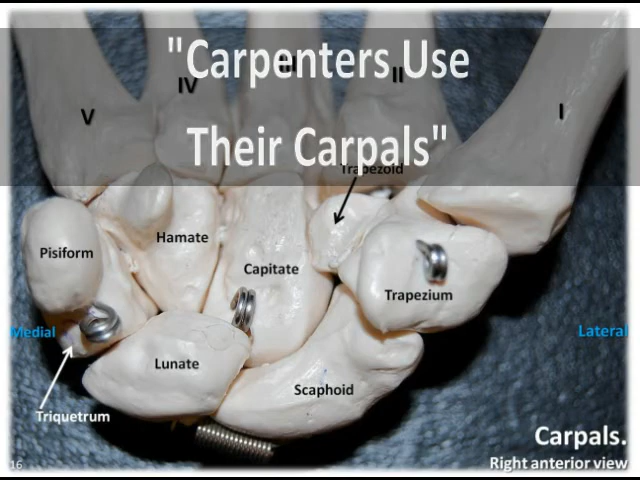 "Carpenters Use
Their Carpals"
V
IV
III
II
I
Trapezoid
Pisiform
Hamate
Capitate
Trapezium
Medial
Lateral
Lunate
Scaphoid
Triquetrum
Carpals.
16
Right anterior view